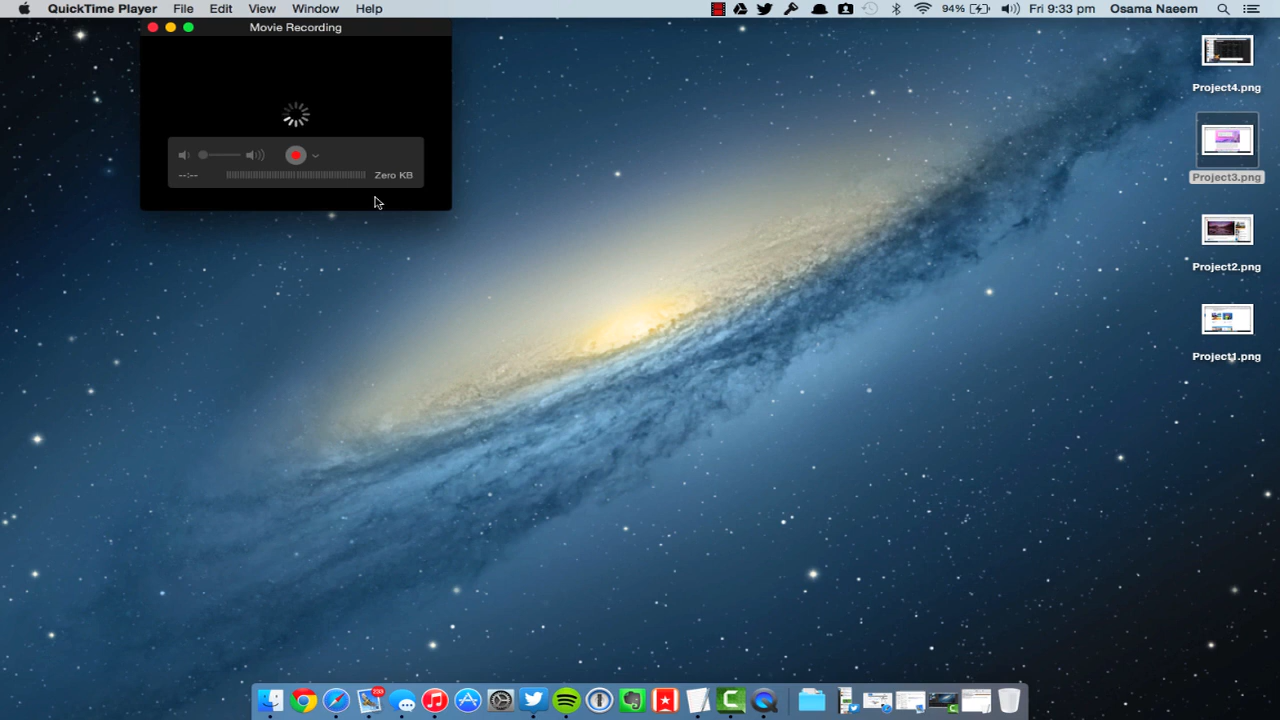 QuickTime Player File Edit View Window Help 94% Fri 9:33 pm Osama Naeem
Movie Recording
--:-- Zero KB
Project4.png
Project3.png
Project2.png
Project1.png
233